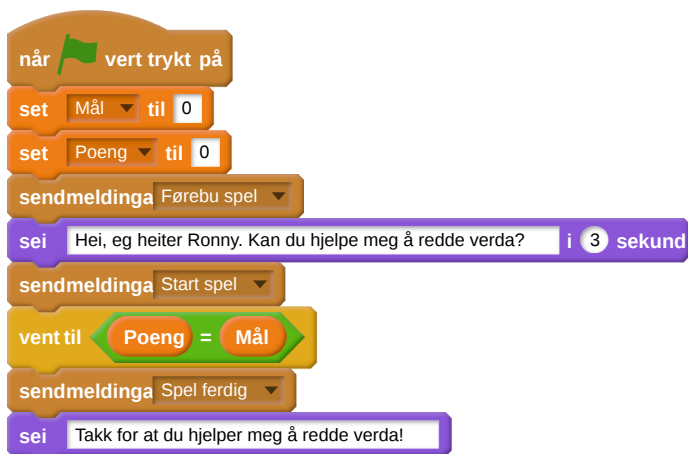 når vert trykt på
set Mål til 0
set Poeng til 0
sendmeldinga Førebu spel
sei Hei, eg heiter Ronny. Kan du hjelpe meg å redde verda? i 3 sekund
sendmeldinga Start spel
vent til Poeng = Mål
sendmeldinga Spel ferdig
sei Takk for at du hjelper meg å redde verda!